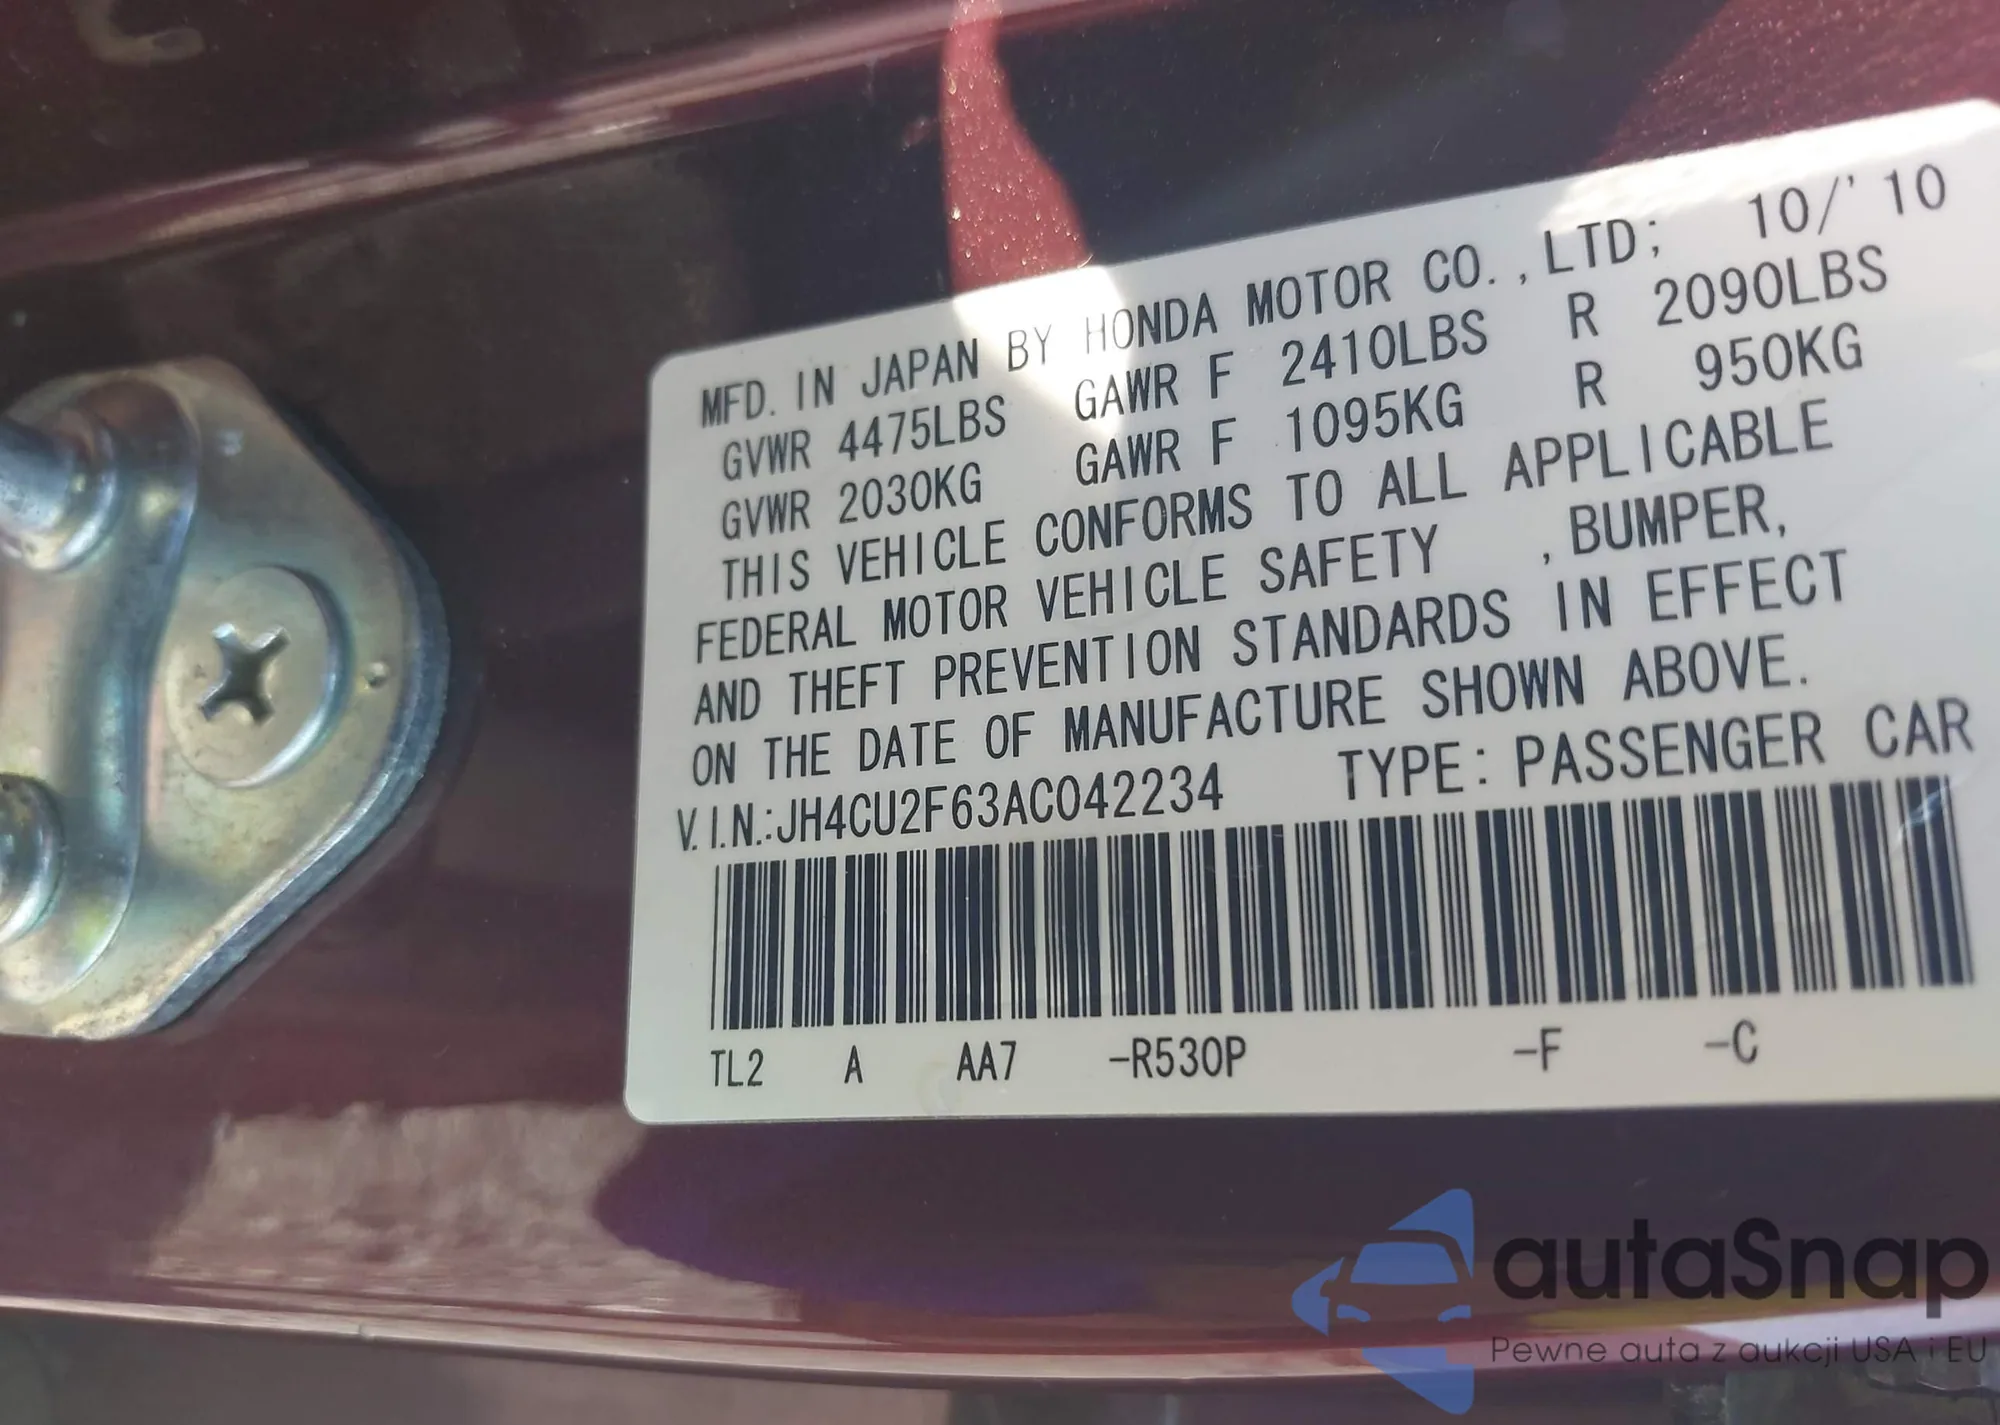 MFD. IN JAPAN BY HONDA MOTOR CO., LTD; 10/'10
GVWR 4475LBS GAWR F 2410LBS R 2090LBS
GVWR 2030KG GAWR F 1095KG R 950KG
THIS VEHICLE CONFORMS TO ALL APPLICABLE
FEDERAL MOTOR VEHICLE SAFETY , BUMPER,
AND THEFT PREVENTION STANDARDS IN EFFECT
ON THE DATE OF MANUFACTURE SHOWN ABOVE.
V.I.N.:JH4CU2F63AC042234 TYPE: PASSENGER CAR
TL2 A AA7 -R530P -F -C
autaSnap
Pewne auta z aukcji USA i EU